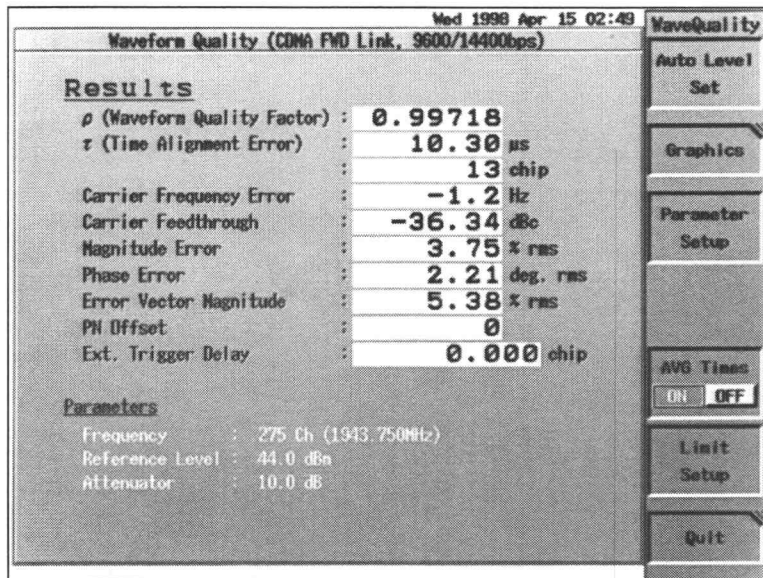 Wed 1998 Apr 15 02:49
WaveQuality
Waveform Quality (CDMA FWD Link, 9600/14400bps)
Results
ρ (Waveform Quality Factor) : 0.99718
τ (Time Alignment Error) : 10.30 µs
: 13 chip
Carrier Frequency Error : -1.2 Hz
Carrier Feedthrough : -36.34 dBc
Magnitude Error : 3.75 % rms
Phase Error : 2.21 deg. rms
Error Vector Magnitude : 5.38 % rms
PN Offset : 0
Ext. Trigger Delay : 0.000 chip
Parameters
Frequency : 275 Ch (1943.750MHz)
Reference Level : 44.0 dBm
Attenuator : 10.0 dB
Auto Level
Set
Graphics
Parameter
Setup
AVG Times
ON OFF
Limit
Setup
Quit